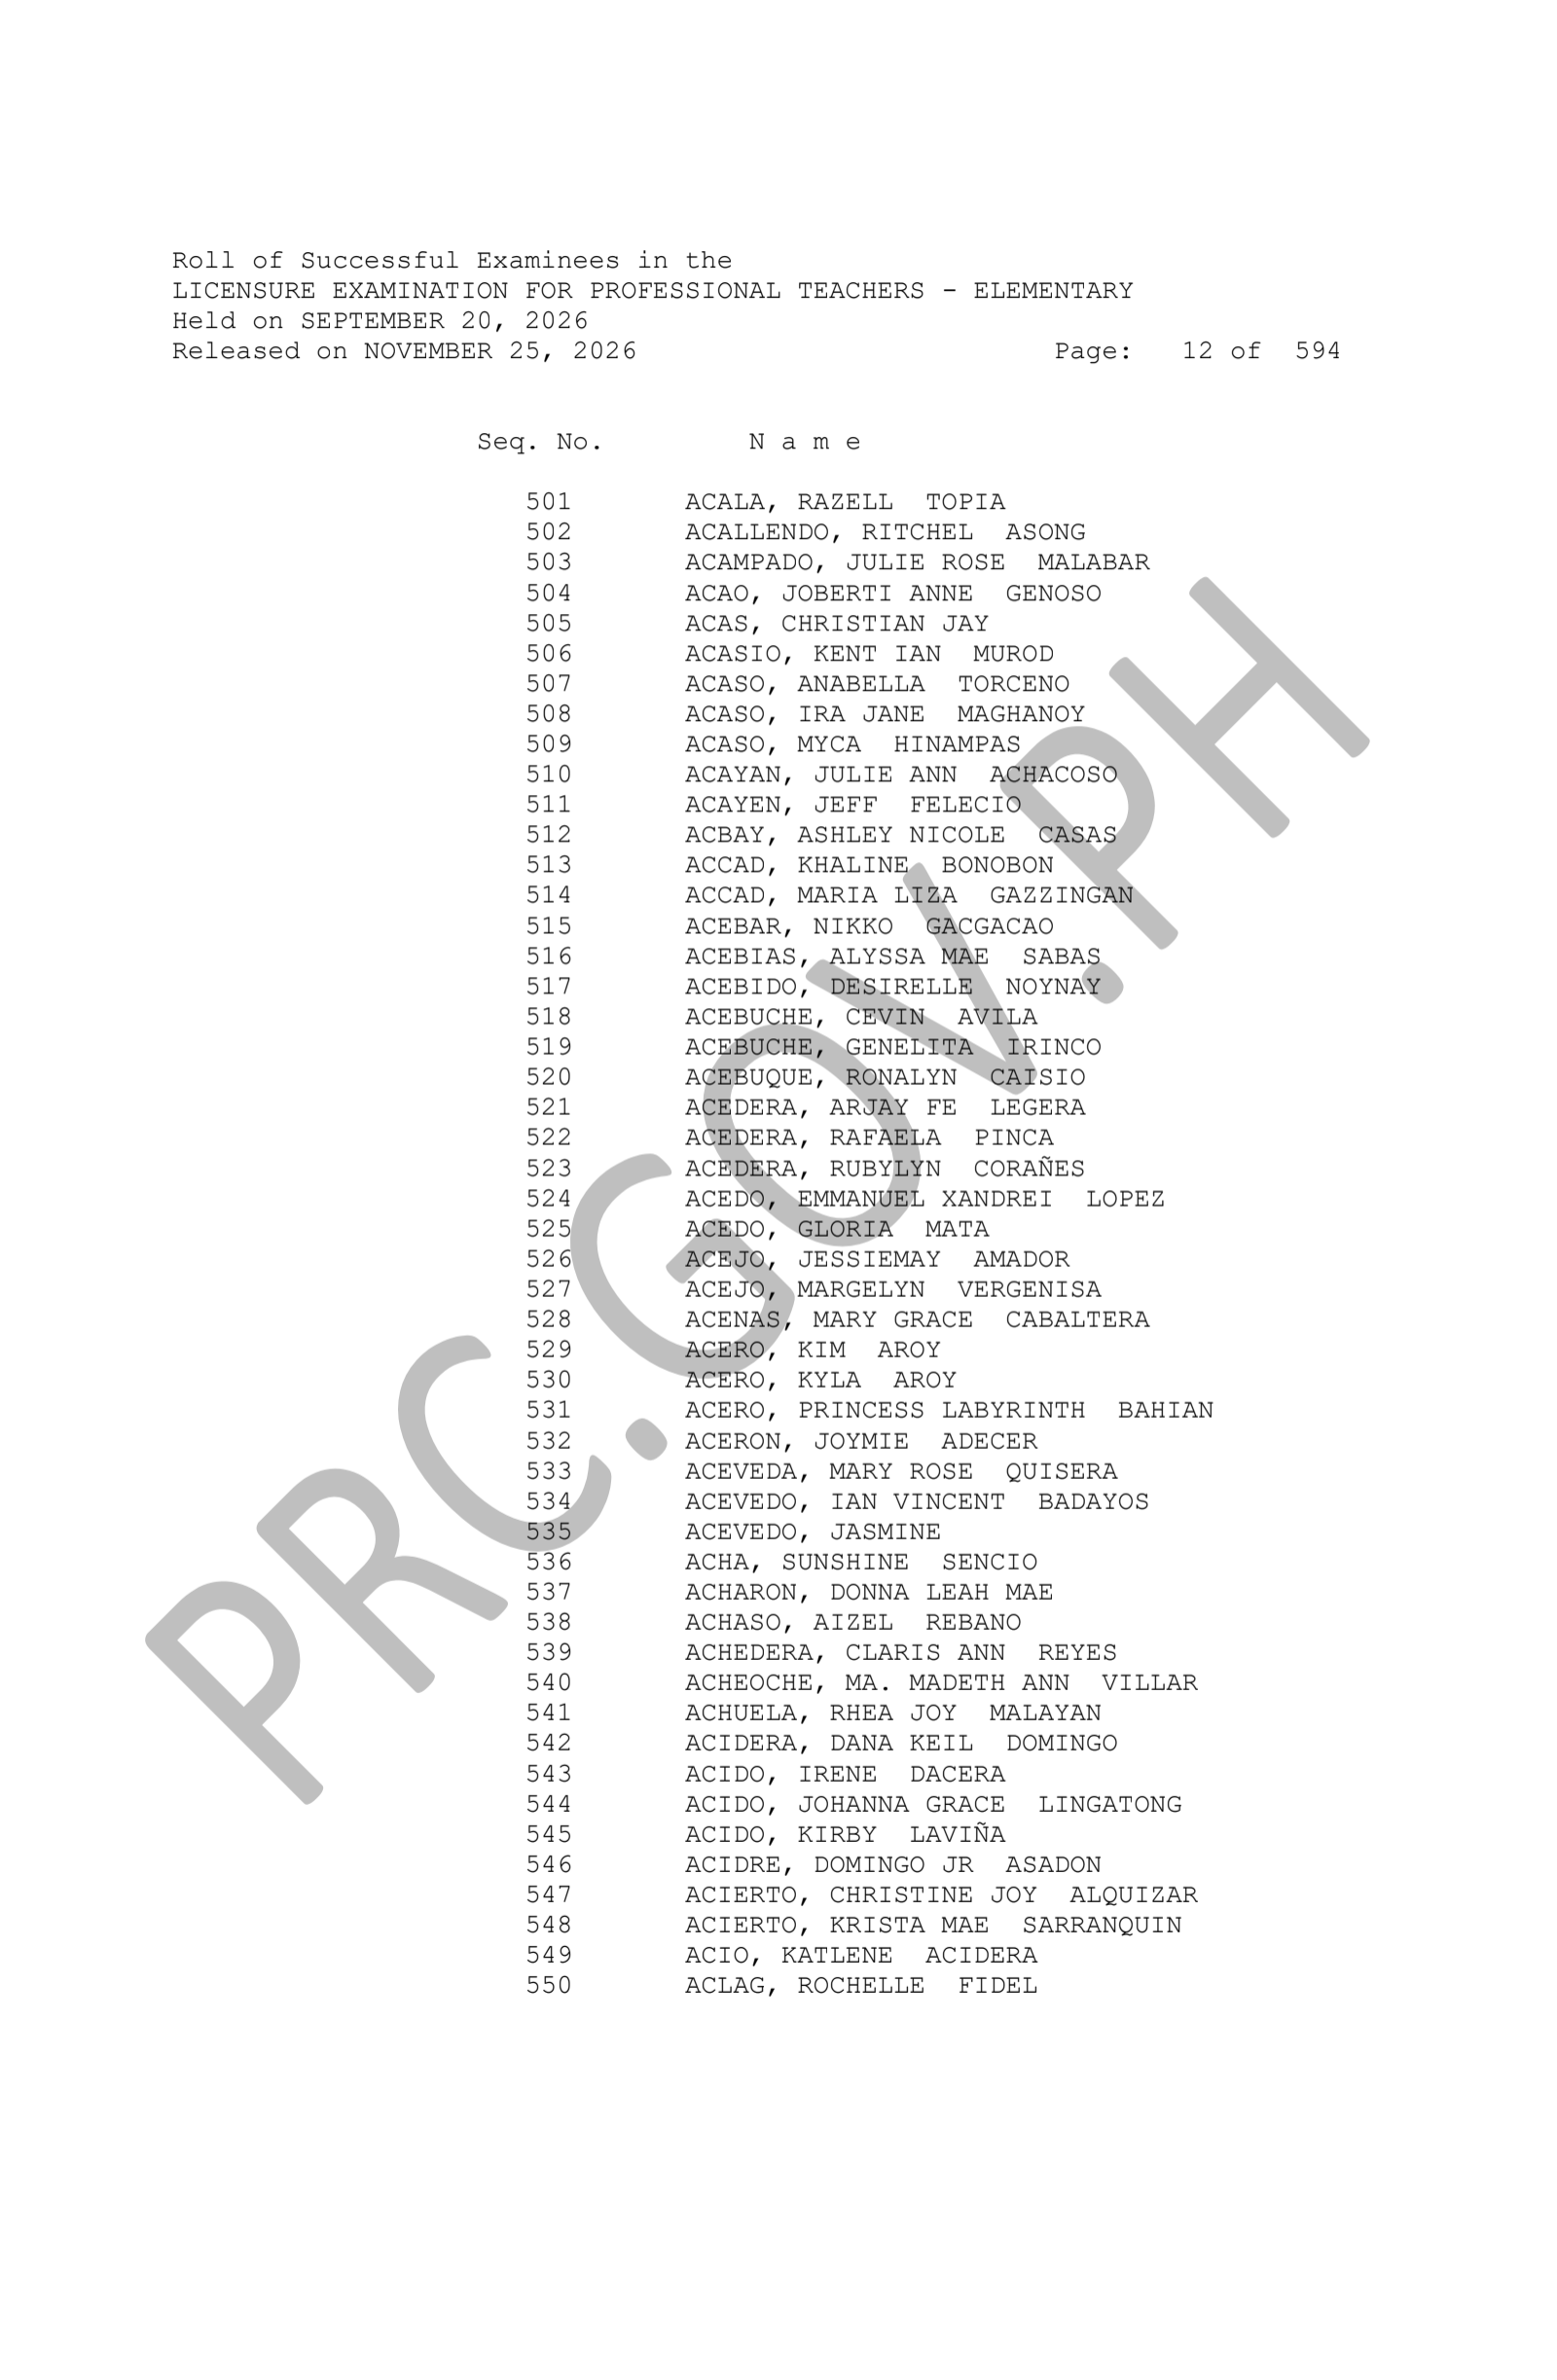 Roll of Successful Examinees in the
LICENSURE EXAMINATION FOR PROFESSIONAL TEACHERS - ELEMENTARY
Held on SEPTEMBER 20, 2026
Released on NOVEMBER 25, 2026 Page: 12 of 594
Seq. No. N a m e
501 ACALA, RAZELL TOPIA
502 ACALLENDO, RITCHEL ASONG
503 ACAMPADO, JULIE ROSE MALABAR
504 ACAO, JOBERTI ANNE GENOSO
505 ACAS, CHRISTIAN JAY
506 ACASIO, KENT IAN MUROD
507 ACASO, ANABELLA TORCENO
508 ACASO, IRA JANE MAGHANOY
509 ACASO, MYCA HINAMPAS
510 ACAYAN, JULIE ANN ACHACOSO
511 ACAYEN, JEFF FELECIO
512 ACBAY, ASHLEY NICOLE CASAS
513 ACCAD, KHALINE BONOBON
514 ACCAD, MARIA LIZA GAZZINGAN
515 ACEBAR, NIKKO GACGACAO
516 ACEBIAS, ALYSSA MAE SABAS
517 ACEBIDO, DESIRELLE NOYNAY
518 ACEBUCHE, CEVIN AVILA
519 ACEBUCHE, GENELITA IRINCO
520 ACEBUQUE, RONALYN CAISIO
521 ACEDERA, ARJAY FE LEGERA
522 ACEDERA, RAFAELA PINCA
523 ACEDERA, RUBYLYN CORAÑES
524 ACEDO, EMMANUEL XANDREI LOPEZ
525 ACEDO, GLORIA MATA
526 ACEJO, JESSIEMAY AMADOR
527 ACEJO, MARGELYN VERGENISA
528 ACENAS, MARY GRACE CABALTERA
529 ACERO, KIM AROY
530 ACERO, KYLA AROY
531 ACERO, PRINCESS LABYRINTH BAHIAN
532 ACERON, JOYMIE ADECER
533 ACEVEDA, MARY ROSE QUISERA
534 ACEVEDO, IAN VINCENT BADAYOS
535 ACEVEDO, JASMINE
536 ACHA, SUNSHINE SENCIO
537 ACHARON, DONNA LEAH MAE
538 ACHASO, AIZEL REBANO
539 ACHEDERA, CLARIS ANN REYES
540 ACHEOCHE, MA. MADETH ANN VILLAR
541 ACHUELA, RHEA JOY MALAYAN
542 ACIDERA, DANA KEIL DOMINGO
543 ACIDO, IRENE DACERA
544 ACIDO, JOHANNA GRACE LINGATONG
545 ACIDO, KIRBY LAVIÑA
546 ACIDRE, DOMINGO JR ASADON
547 ACIERTO, CHRISTINE JOY ALQUIZAR
548 ACIERTO, KRISTA MAE SARRANQUIN
549 ACIO, KATLENE ACIDERA
550 ACLAG, ROCHELLE FIDEL
PRC.GOV.PH